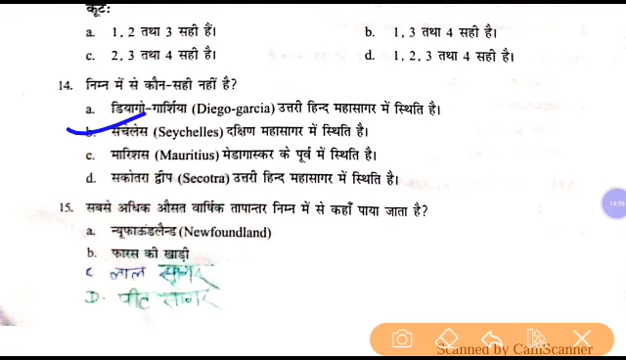 कूटः
a. 1, 2 तथा 3 सही हैं। b. 1, 3 तथा 4 सही है।
c. 2, 3 तथा 4 सही है। d. 1, 2, 3 तथा 4 सही है।
14. निम्न में से कौन-सही नहीं है?
a. डियागो-गार्शिया (Diego-garcia) उत्तरी हिन्द महासागर में स्थिति है।
b. सेचेलेस (Seychelles) दक्षिण महासागर में स्थिति है।
c. मारिशस (Mauritius) मेडागास्कर के पूर्व में स्थिति है।
d. सकोतरा द्वीप (Secotra) उत्तरी हिन्द महासागर में स्थिति है।
15. सबसे अधिक औसत वार्षिक तापान्तर निम्न में से कहाँ पाया जाता है?
a. न्यूफाऊंडलैन्ड (Newfoundland)
b. फारस की खाड़ी
C लाल सागर
D. पीत सागर
14:50
Scanned by CamScanner